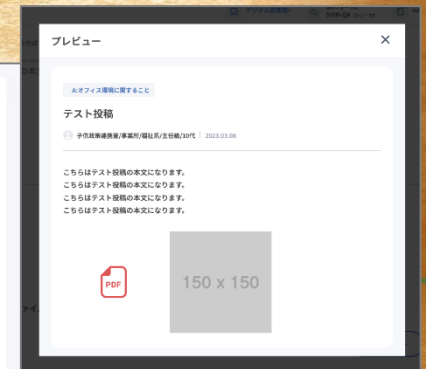 プレビュー
A:オフィス環境に関すること
テスト投稿
子供政策連携室/事業所/福祉系/主任級/10代 | 2023.03.06
こちらはテスト投稿の本文になります。
こちらはテスト投稿の本文になります。
こちらはテスト投稿の本文になります。
こちらはテスト投稿の本文になります。
PDF
150 x 150